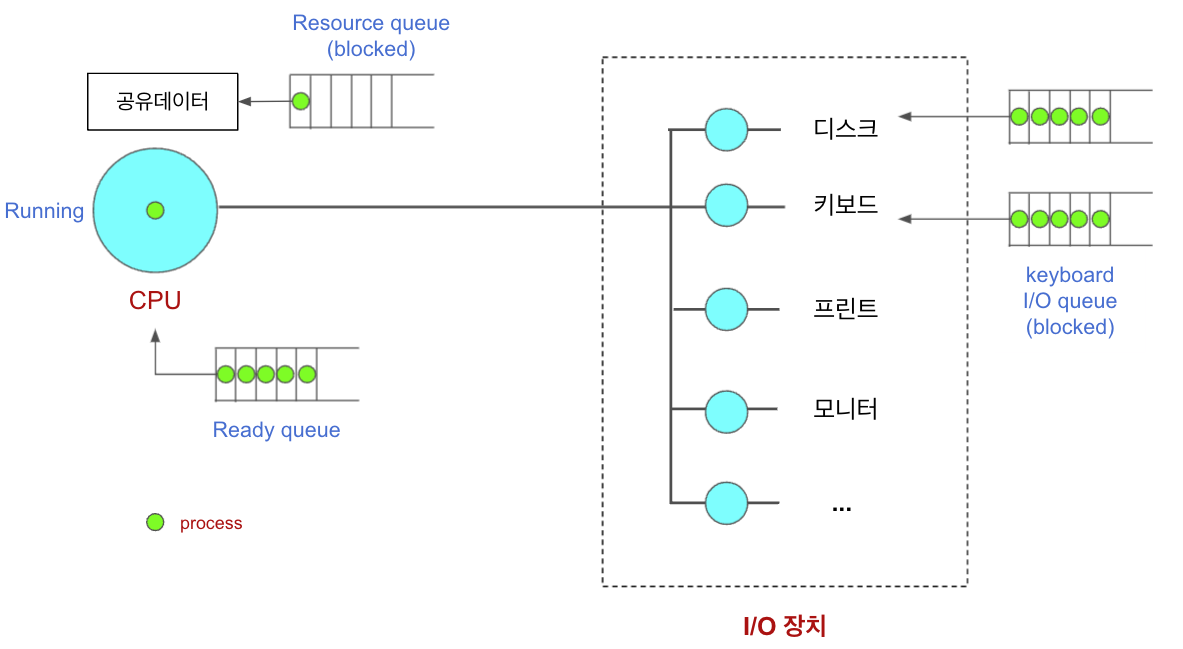 Resource queue
(blocked)
공유데이터
Running
CPU
Ready queue
process
디스크
키보드
프린트
모니터
...
I/O 장치
keyboard
I/O queue
(blocked)